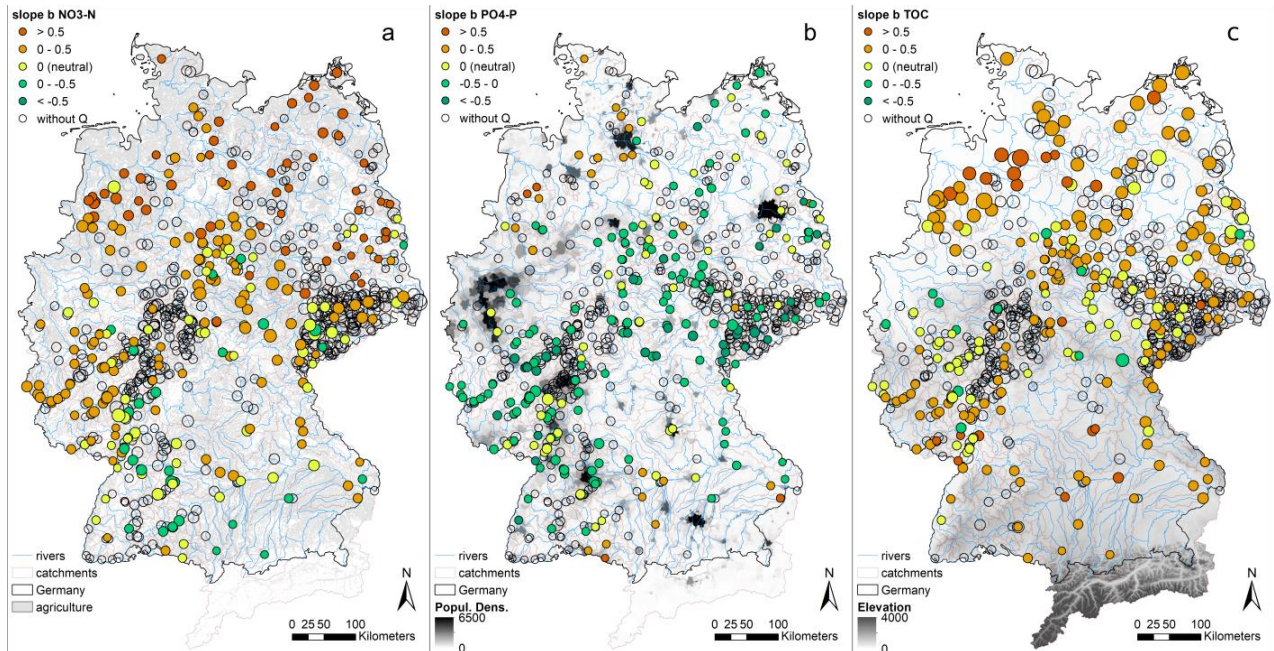 slope b NO3-N
> 0.5
0 - 0.5
0 (neutral)
0 - -0.5
< -0.5
without Q
a
rivers
catchments
Germany
agriculture
N
0 25 50 100
Kilometers
slope b PO4-P
> 0.5
0 - 0.5
0 (neutral)
-0.5 - 0
< -0.5
without Q
b
rivers
catchments
Germany
Popul. Dens.
6500
0
N
0 25 50 100
Kilometers
slope b TOC
> 0.5
0 - 0.5
0 (neutral)
0 - -0.5
< -0.5
without Q
c
rivers
catchments
Germany
Elevation
4000
0
N
0 25 50 100
Kilometers